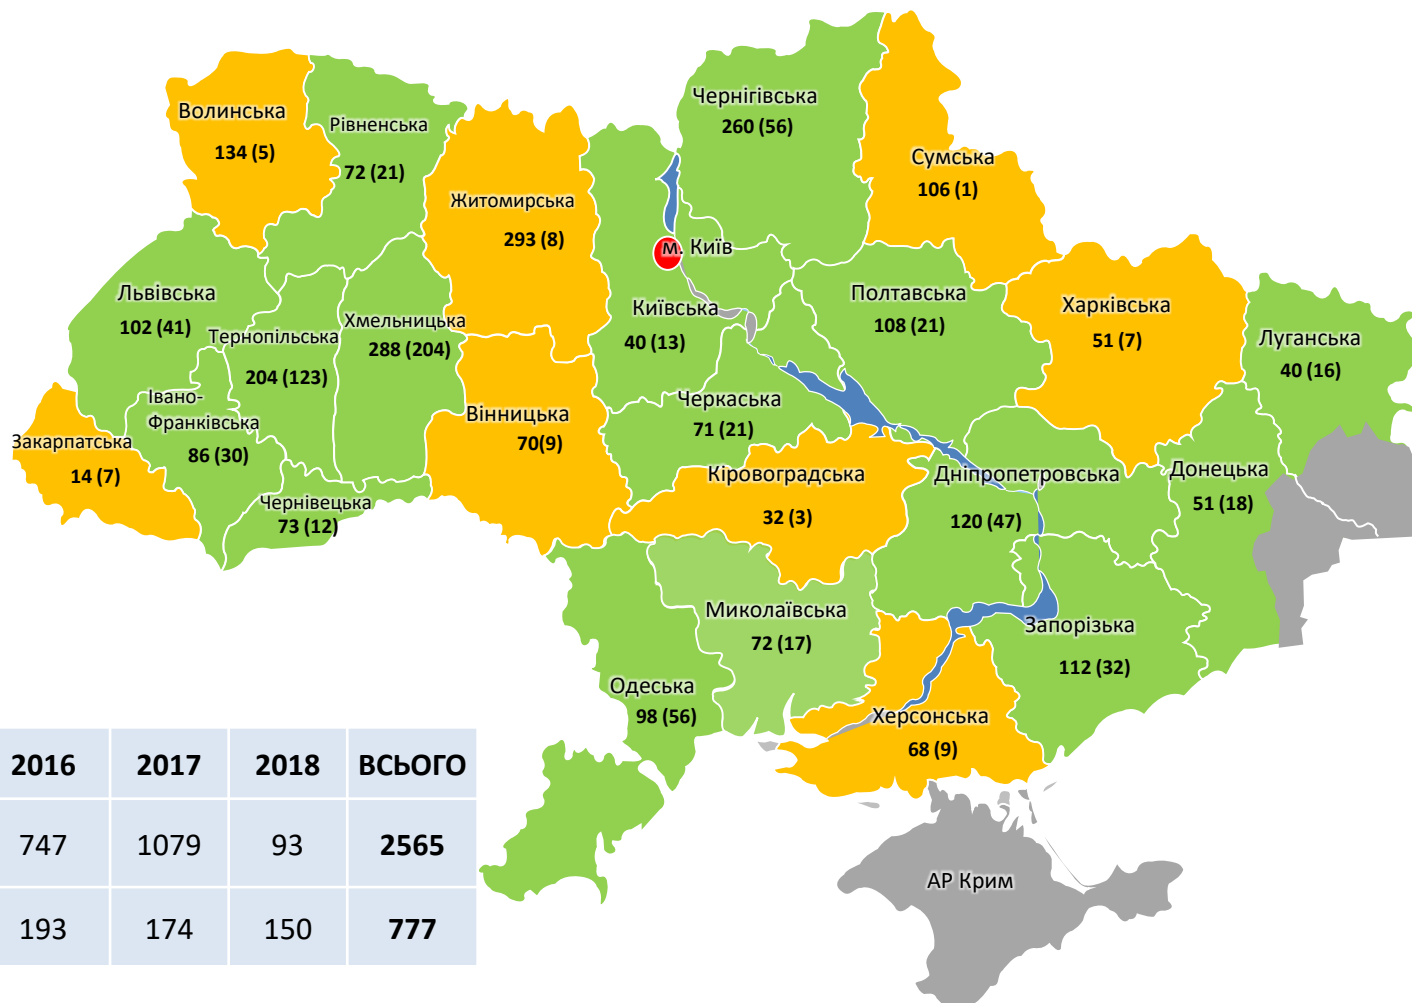 Волинська
134 (5)
Рівненська
72 (21)
Житомирська
293 (8)
Чернігівська
260 (56)
Сумська
106 (1)
м. Київ
Київська
40 (13)
Львівська
102 (41)
Тернопільська
204 (123)
Хмельницька
288 (204)
Полтавська
108 (21)
Харківська
51 (7)
Луганська
40 (16)
Івано-
Франківська
86 (30)
Закарпатська
14 (7)
Чернівецька
73 (12)
Вінницька
70(9)
Черкаська
71 (21)
Кіровоградська
32 (3)
Дніпропетровська
120 (47)
Донецька
51 (18)
Миколаївська
72 (17)
Запорізька
112 (32)
Одеська
98 (56)
Херсонська
68 (9)
АР Крим
2016 2017 2018 ВСЬОГО
747 1079 93 2565
193 174 150 777